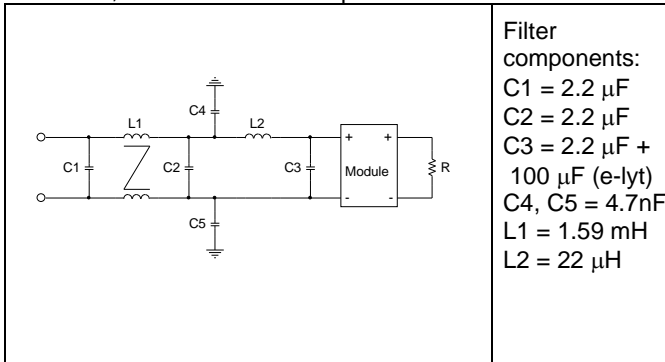 C4
L1
L2
C1
C2
C3
+
+
Module
-
-
R
C5
Filter
components:
C1 = 2.2 μF
C2 = 2.2 μF
C3 = 2.2 μF +
100 μF (e-lyt)
C4, C5 = 4.7nF
L1 = 1.59 mH
L2 = 22 μH